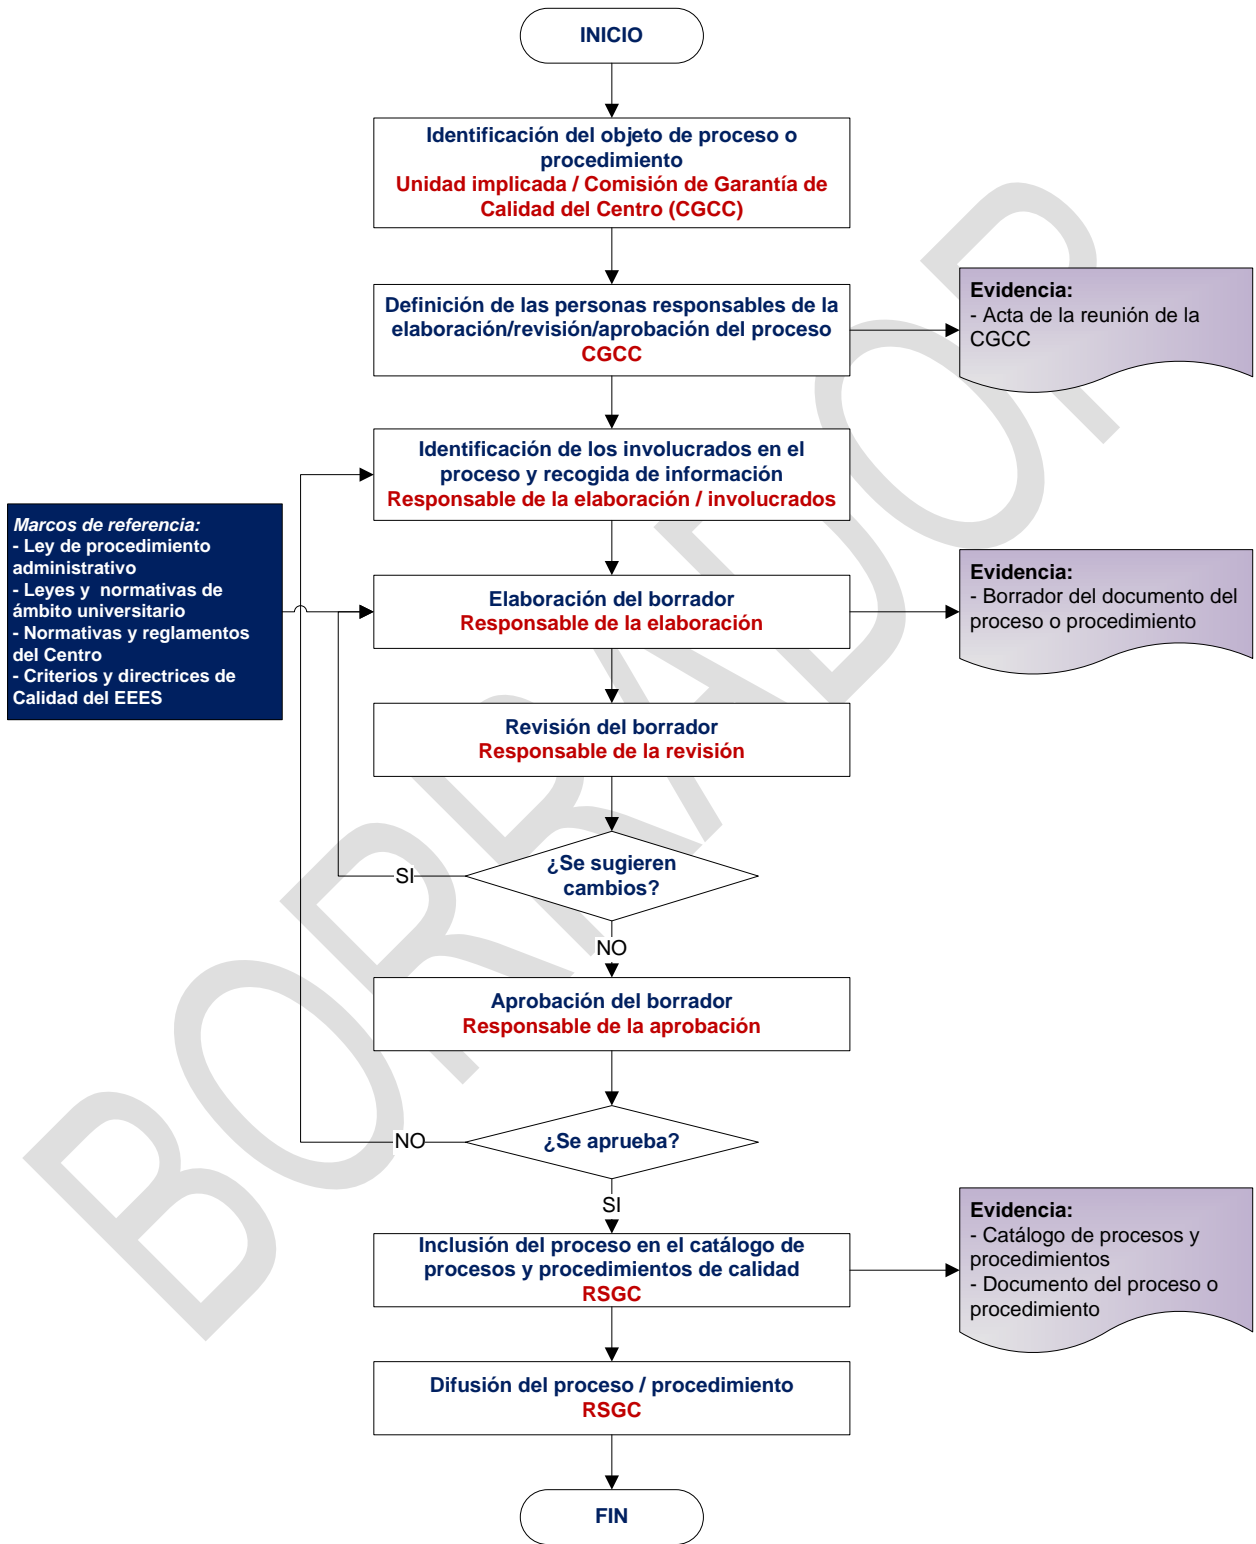 INICIO
Identificación del objeto de proceso o
procedimiento
Unidad implicada / Comisión de Garantía de
Calidad del Centro (CGCC)
Definición de las personas responsables de la
elaboración/revisión/aprobación del proceso
CGCC
Evidencia:
- Acta de la reunión de la
CGCC
Identificación de los involucrados en el
proceso y recogida de información
Responsable de la elaboración / involucrados
Marcos de referencia:
- Ley de procedimiento
administrativo
- Leyes y  normativas de
ámbito universitario
- Normativas y reglamentos
del Centro
- Criterios y directrices de
Calidad del EEES
Elaboración del borrador
Responsable de la elaboración
Evidencia:
- Borrador del documento del
proceso o procedimiento
Revisión del borrador
Responsable de la revisión
¿Se sugieren
cambios?
SI
NO
Aprobación del borrador
Responsable de la aprobación
¿Se aprueba?
NO
SI
Inclusión del proceso en el catálogo de
procesos y procedimientos de calidad
RSGC
Evidencia:
- Catálogo de procesos y
procedimientos
- Documento del proceso o
procedimiento
Difusión del proceso / procedimiento
RSGC
FIN
BORRADOR